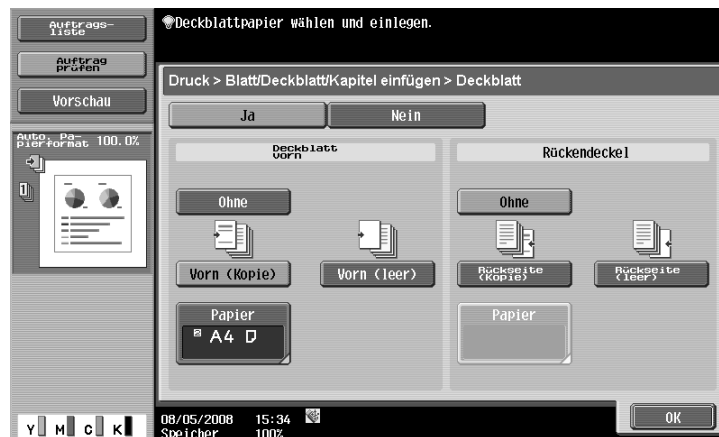 Auftrags-
liste
Auftrag
prüfen
Vorschau
Auto. Pa-
pierformat 100.0%
1
Y M C K
Deckblattpapier wählen und einlegen.
Druck > Blatt/Deckblatt/Kapitel einfügen > Deckblatt
Ja Nein
Deckblatt
vorn
Ohne
Vorn (Kopie) Vorn (leer)
Papier
2 A4
Rückendeckel
Ohne
Rückseite
(Kopie)
Rückseite
(leer)
Papier
08/05/2008 15:34
Speicher 100%
OK